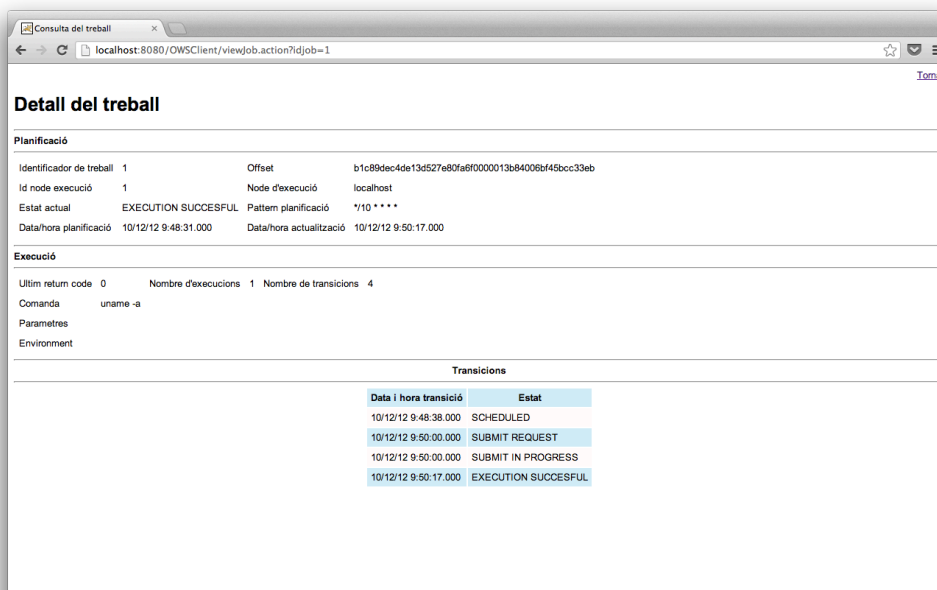 Consulta del treball
localhost:8080/OWSClient/viewJob.action?idjob=1
Detall del treball
Planificació
Identificador de treball 1 Offset b1c89dec4de13d527e80fa6f0000013b84006bf45bcc33eb
Id node execució 1 Node d'execució localhost
Estat actual EXECUTION SUCCESFUL Pattern planificació */10 * * * *
Data/hora planificació 10/12/12 9:48:31.000 Data/hora actualització 10/12/12 9:50:17.000
Execució
Ultim return code 0 Nombre d'execucions 1 Nombre de transicions 4
Comanda uname -a
Parametres
Environment
Transicions
Data i hora transició Estat
10/12/12 9:48:38.000 SCHEDULED
10/12/12 9:50:00.000 SUBMIT REQUEST
10/12/12 9:50:00.000 SUBMIT IN PROGRESS
10/12/12 9:50:17.000 EXECUTION SUCCESFUL